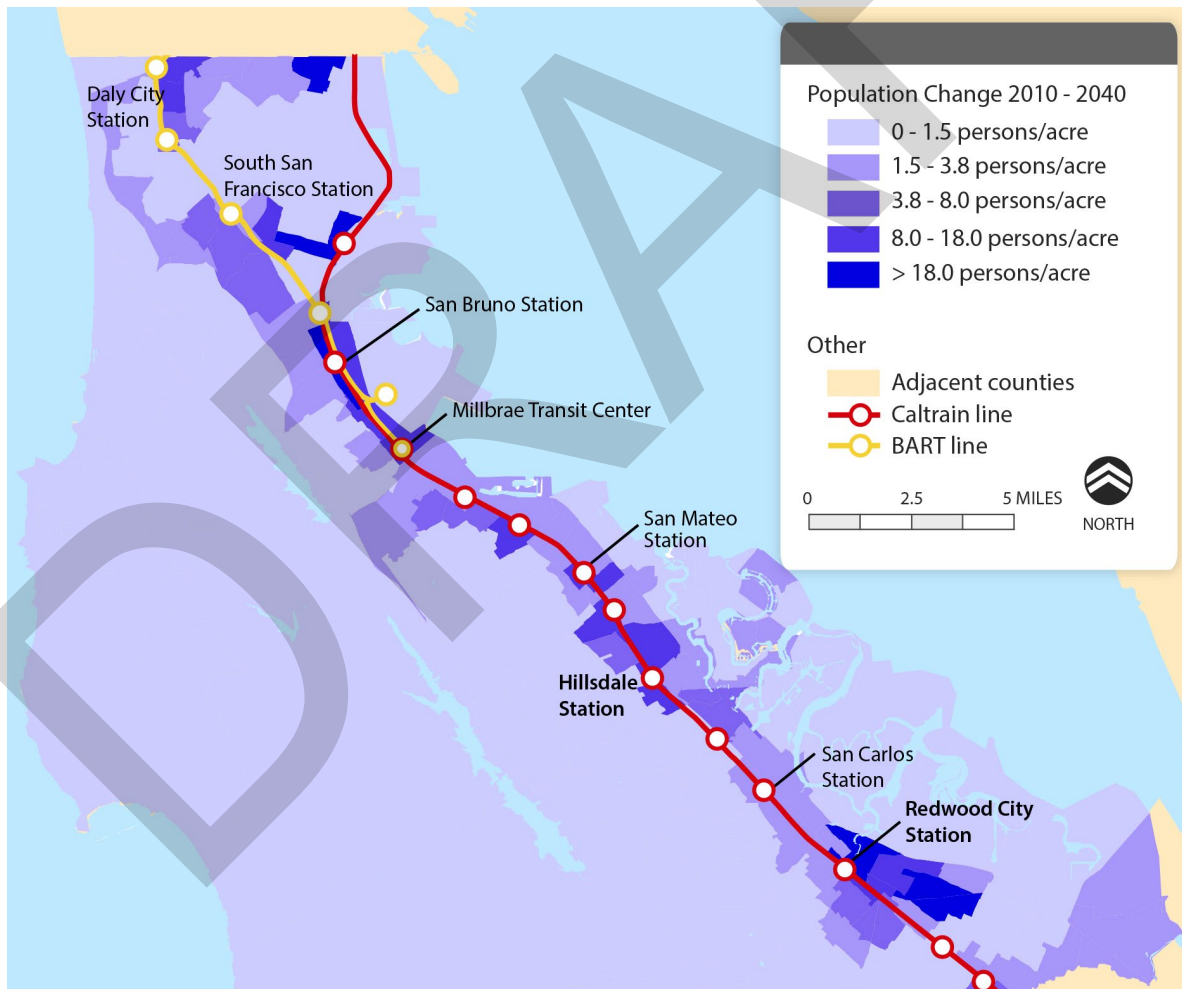 Daly City
Station
South San
Francisco Station
San Bruno Station
Millbrae Transit Center
San Mateo
Station
Hillsdale
Station
San Carlos
Station
Redwood City
Station
Population Change 2010 - 2040
0 - 1.5 persons/acre
1.5 - 3.8 persons/acre
3.8 - 8.0 persons/acre
8.0 - 18.0 persons/acre
> 18.0 persons/acre
Other
Adjacent counties
Caltrain line
BART line
0 2.5 5 MILES
NORTH
DRAFT